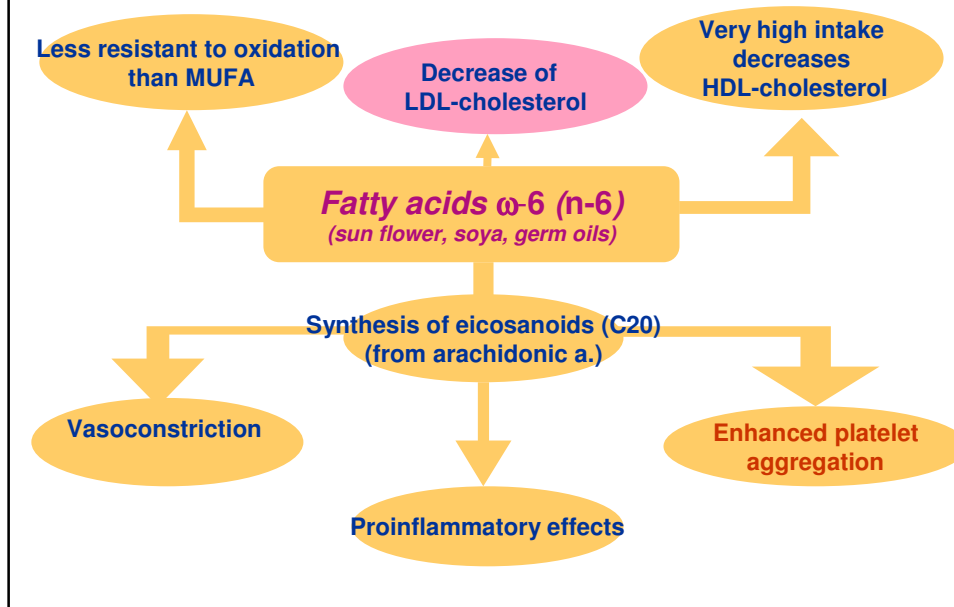 Less resistant to oxidation
than MUFA
Decrease of
LDL-cholesterol
Very high intake
decreases
HDL-cholesterol
Fatty acids ω-6 (n-6)
(sun flower, soya, germ oils)
Synthesis of eicosanoids (C20)
(from arachidonic a.)
Vasoconstriction
Enhanced platelet
aggregation
Proinflammatory effects